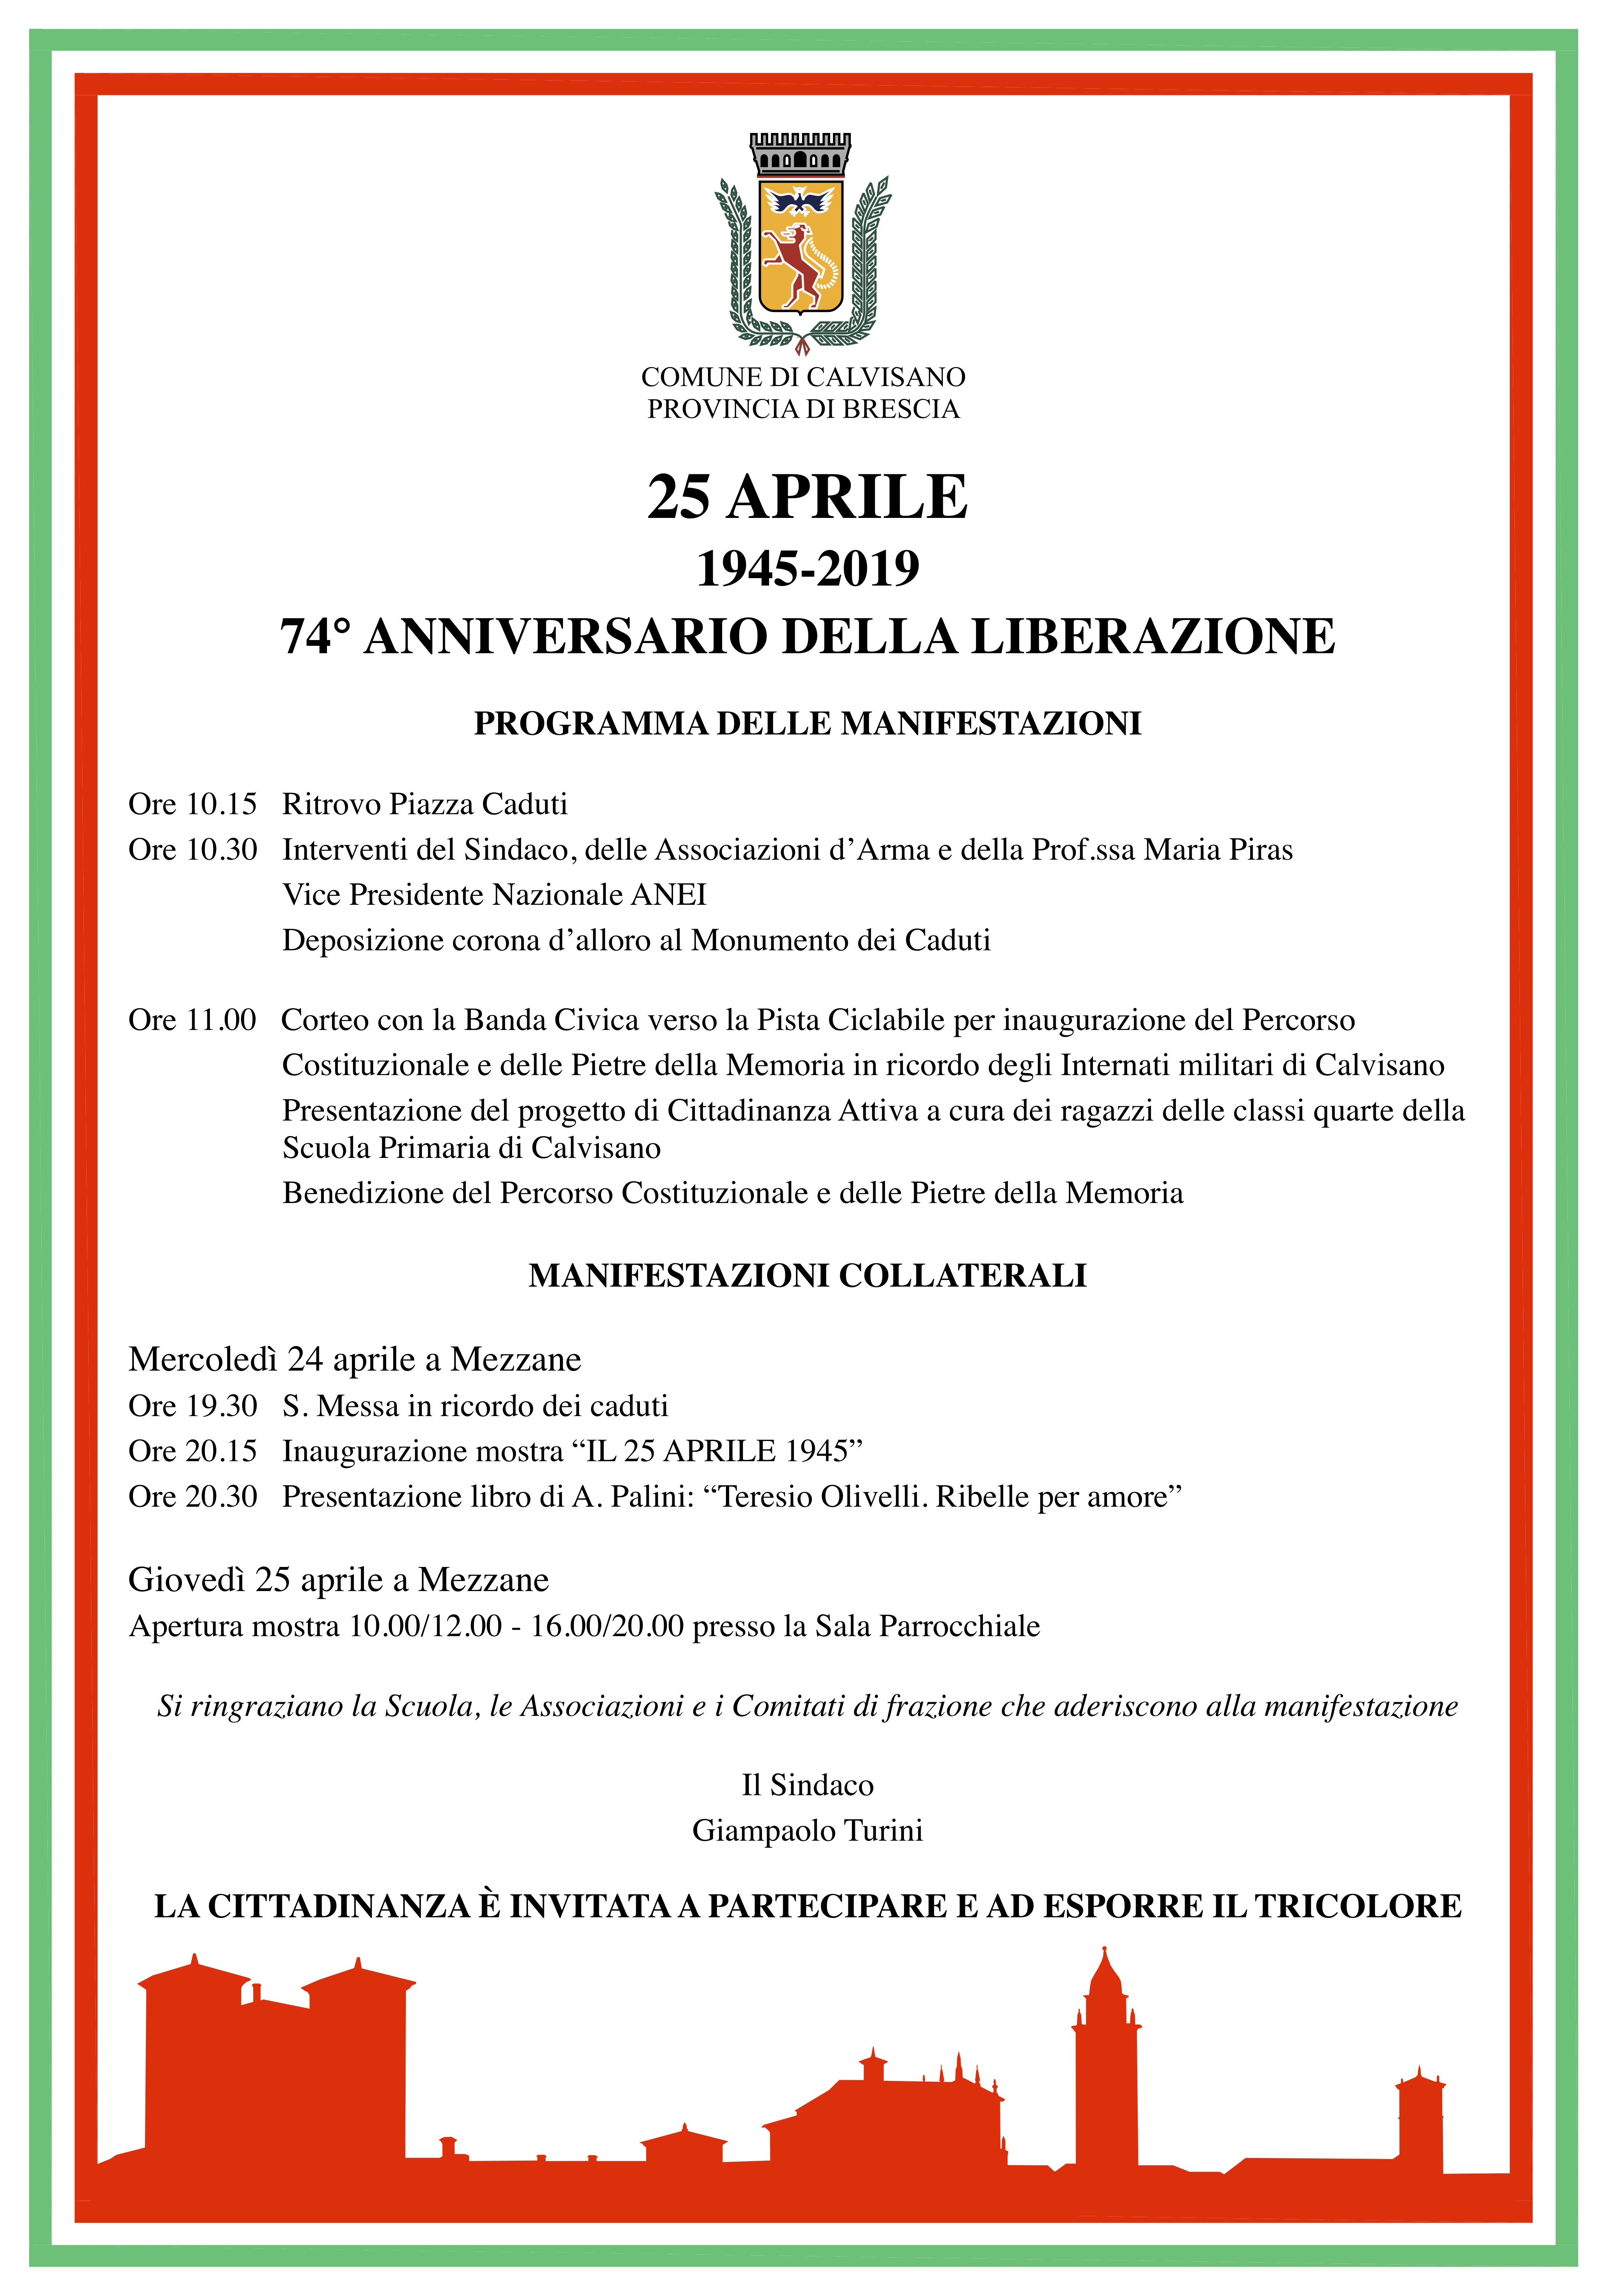 COMUNE DI CALVISANO
PROVINCIA DI BRESCIA
25 APRILE
1945-2019
74° ANNIVERSARIO DELLA LIBERAZIONE
PROGRAMMA DELLE MANIFESTAZIONI
Ore 10.15 Ritrovo Piazza Caduti
Ore 10.30 Interventi del Sindaco, delle Associazioni d’Arma e della Prof.ssa Maria Piras
Vice Presidente Nazionale ANEI
Deposizione corona d’alloro al Monumento dei Caduti
Ore 11.00 Corteo con la Banda Civica verso la Pista Ciclabile per inaugurazione del Percorso
Costituzionale e delle Pietre della Memoria in ricordo degli Internati militari di Calvisano
Presentazione del progetto di Cittadinanza Attiva a cura dei ragazzi delle classi quarte della
Scuola Primaria di Calvisano
Benedizione del Percorso Costituzionale e delle Pietre della Memoria
MANIFESTAZIONI COLLATERALI
Mercoledì 24 aprile a Mezzane
Ore 19.30 S. Messa in ricordo dei caduti
Ore 20.15 Inaugurazione mostra “IL 25 APRILE 1945”
Ore 20.30 Presentazione libro di A. Palini: “Teresio Olivelli. Ribelle per amore”
Giovedì 25 aprile a Mezzane
Apertura mostra 10.00/12.00 - 16.00/20.00 presso la Sala Parrocchiale
Si ringraziano la Scuola, le Associazioni e i Comitati di frazione che aderiscono alla manifestazione
Il Sindaco
Giampaolo Turini
LA CITTADINANZA È INVITATA A PARTECIPARE E AD ESPORRE IL TRICOLORE